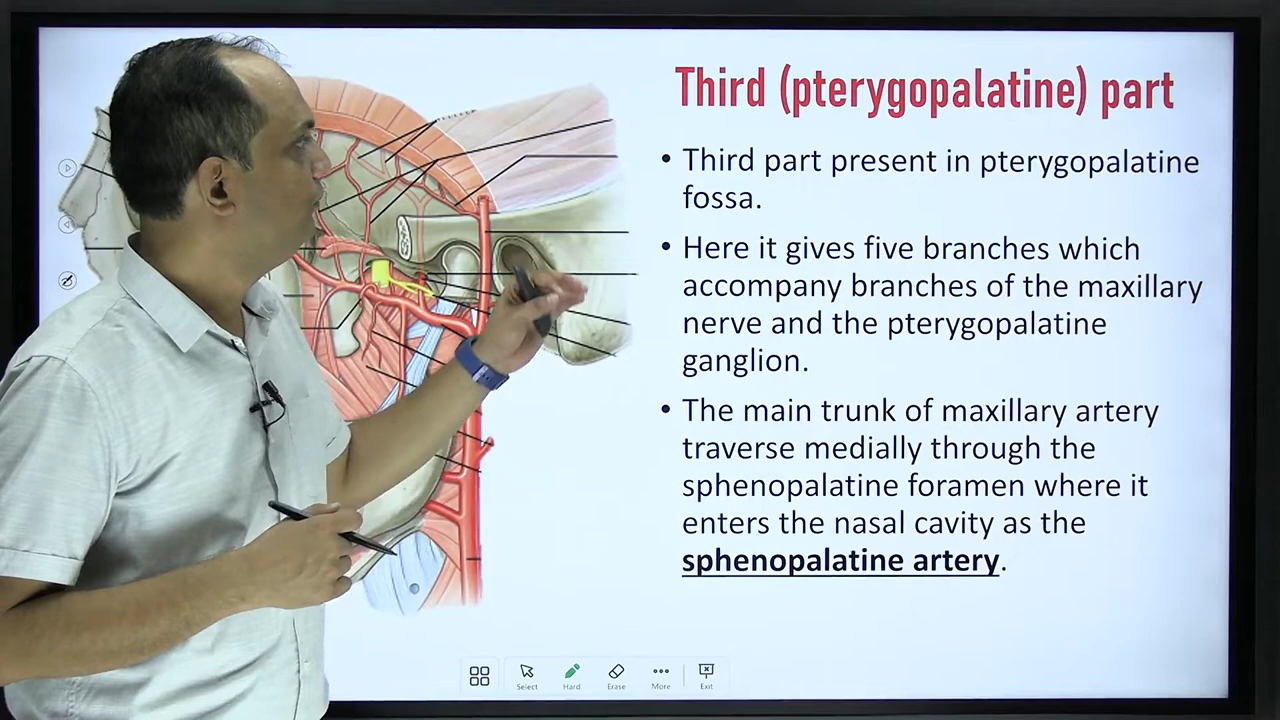 Third (pterygopalatine) part
• Third part present in pterygopalatine
fossa.
• Here it gives five branches which
accompany branches of the maxillary
nerve and the pterygopalatine
ganglion.
• The main trunk of maxillary artery
traverse medially through the
sphenopalatine foramen where it
enters the nasal cavity as the
sphenopalatine artery.
Select Hard Erase More Exit